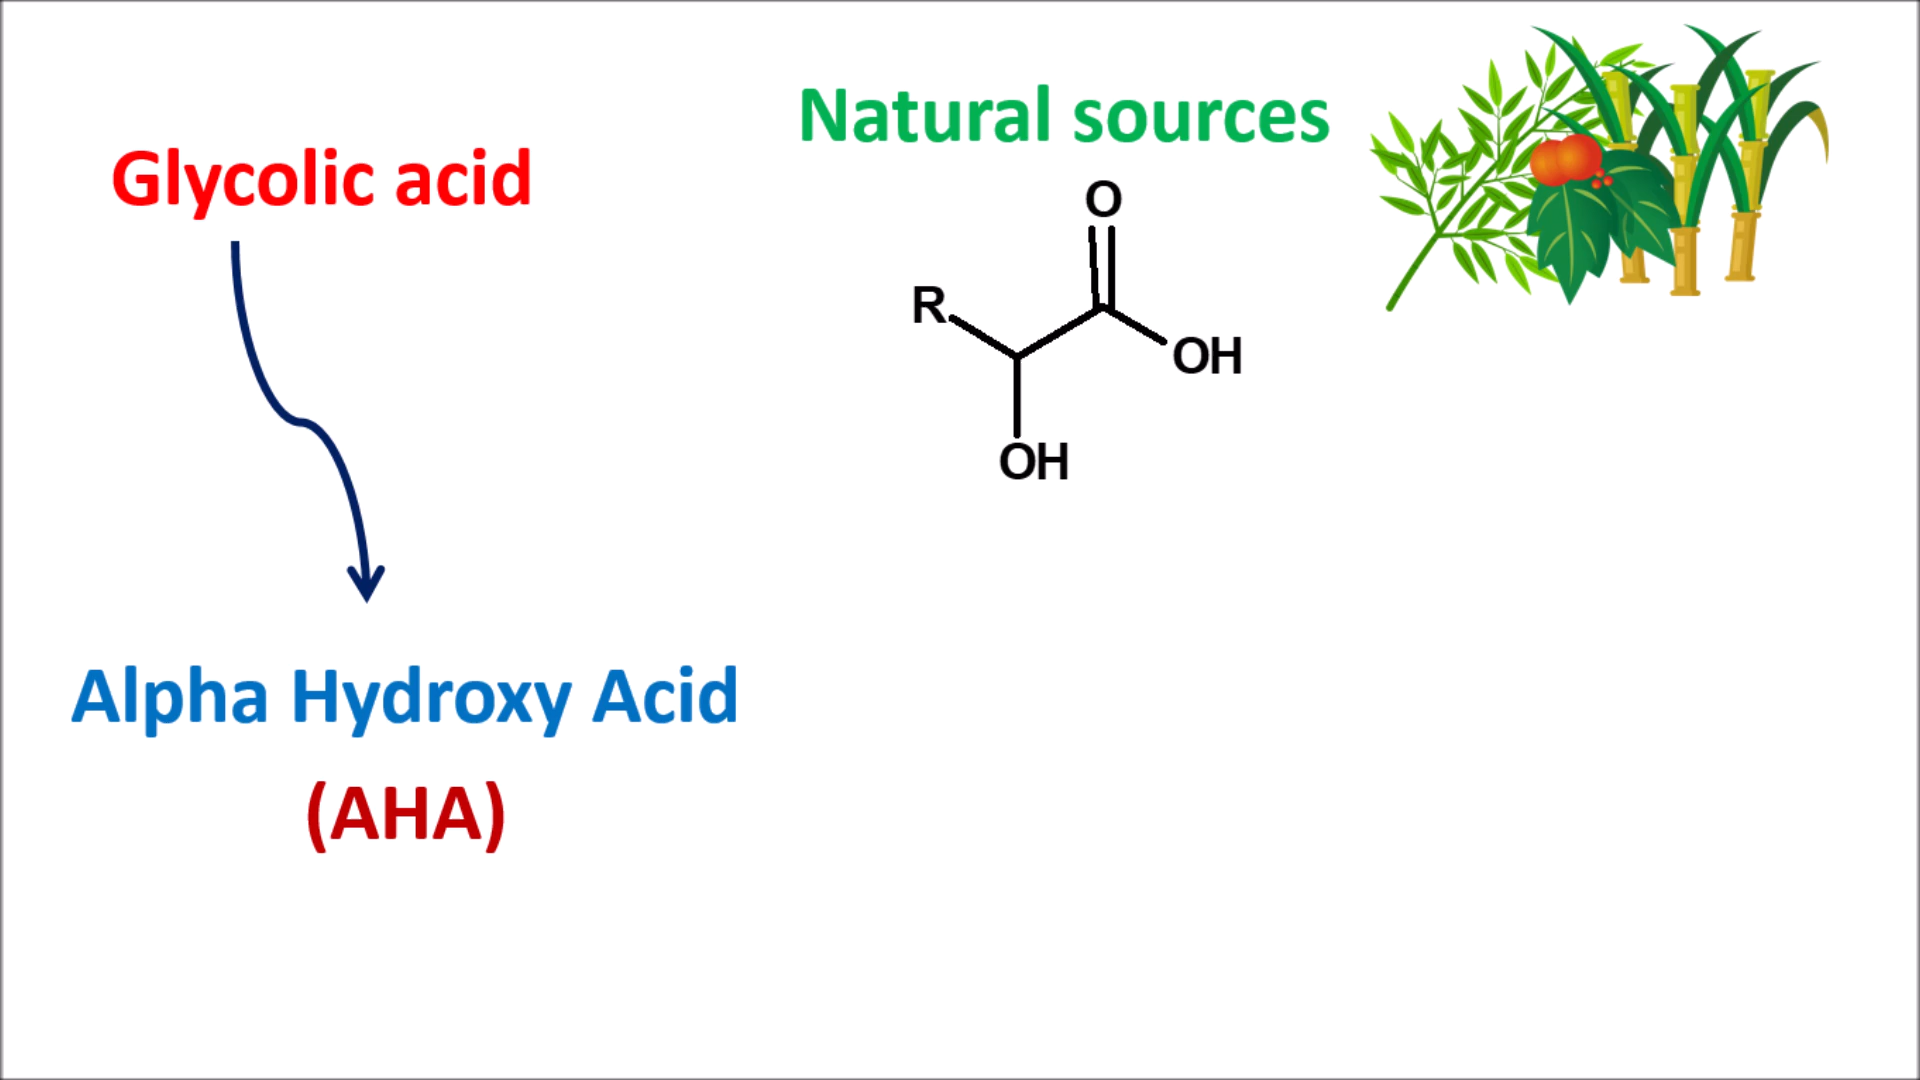 Natural sources
Glycolic acid
O
R
OH
OH
Alpha Hydroxy Acid
(AHA)